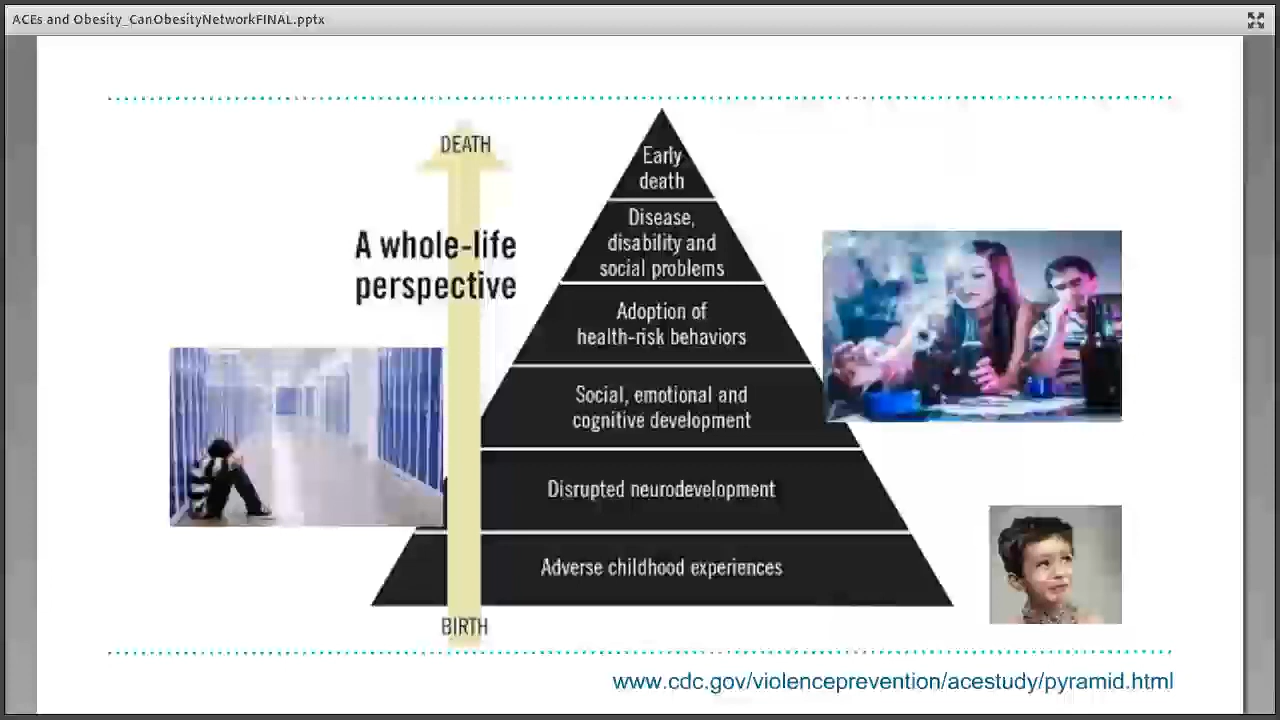 ACEs and Obesity_CanObesityNetworkFINAL.pptx
DEATH
A whole-life
perspective
BIRTH
Early
death
Disease,
disability and
social problems
Adoption of
health-risk behaviors
Social, emotional and
cognitive development
Disrupted neurodevelopment
Adverse childhood experiences
www.cdc.gov/violenceprevention/acestudy/pyramid.html